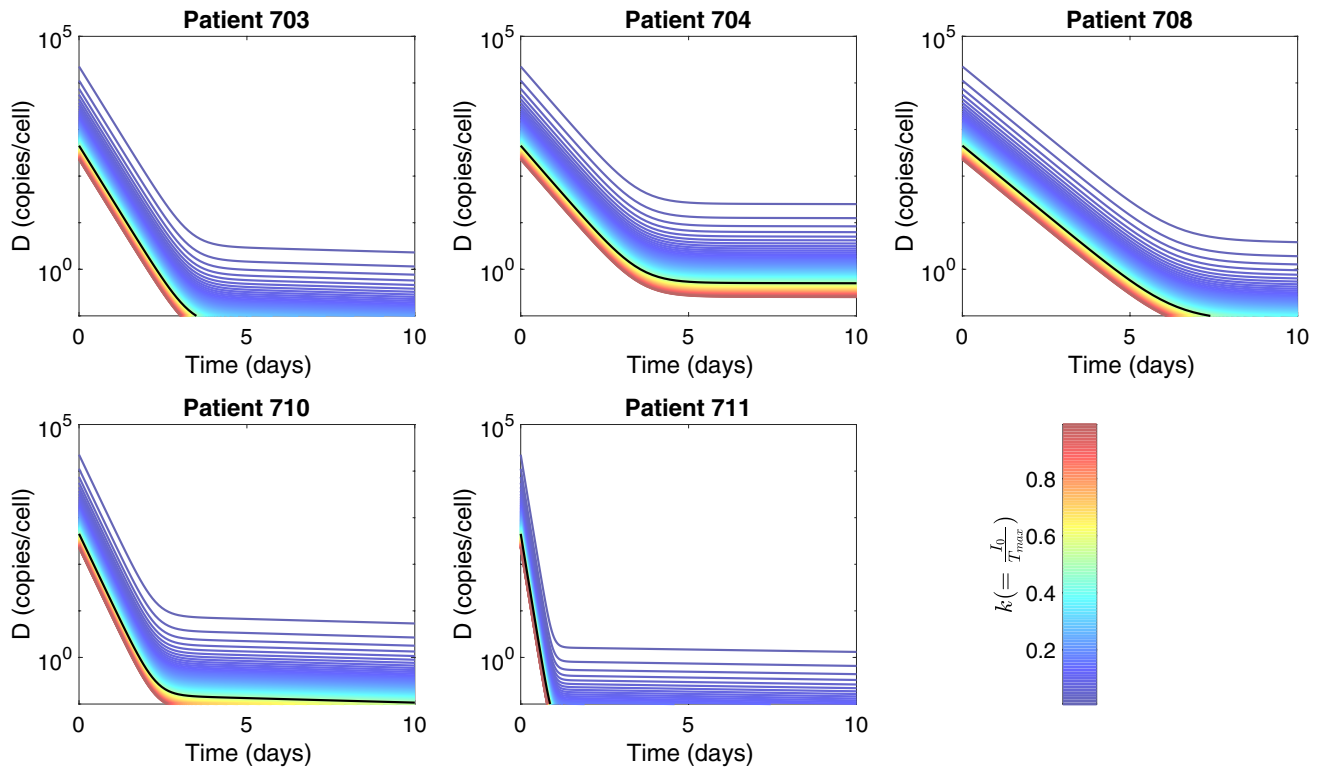 Patient 703
10^5
10^0
D (copies/cell)
0 5 10
Time (days)
Patient 704
10^5
10^0
D (copies/cell)
0 5 10
Time (days)
Patient 708
10^5
10^0
D (copies/cell)
0 5 10
Time (days)
Patient 710
10^5
10^0
D (copies/cell)
0 5 10
Time (days)
Patient 711
10^5
10^0
D (copies/cell)
0 5 10
Time (days)
k(= I_0/T_max)
0.8
0.6
0.4
0.2